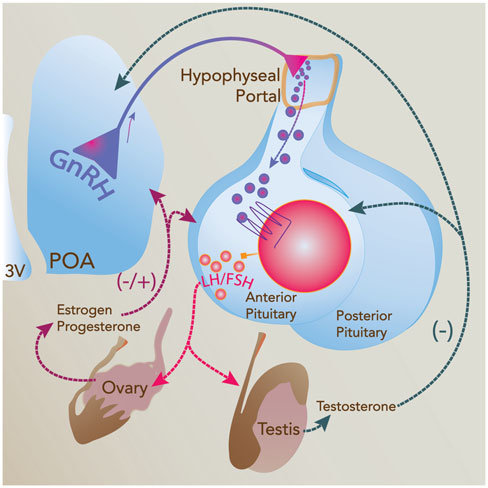 Hypophyseal
Portal
GnRH
3V
POA
(-/+)
LH/FSH
Anterior
Pituitary
Posterior
Pituitary
(-)
Estrogen
Progesterone
Ovary
Testis
Testosterone